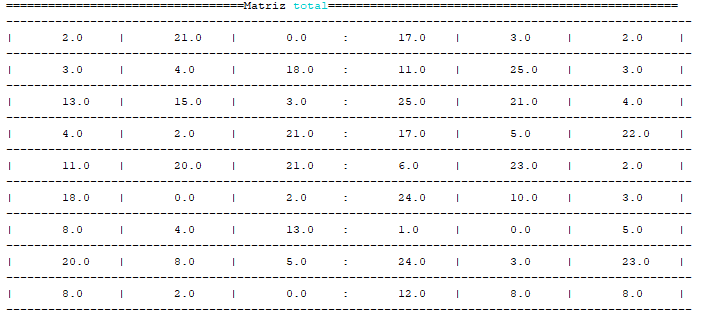 ==================================Matriz total==================================================
--------------------------------------------------------------------------------------------------
| 2.0 | 21.0 | 0.0 : 17.0 | 3.0 | 2.0 |
--------------------------------------------------------------------------------------------------
| 3.0 | 4.0 | 18.0 : 11.0 | 25.0 | 3.0 |
--------------------------------------------------------------------------------------------------
| 13.0 | 15.0 | 3.0 : 25.0 | 21.0 | 4.0 |
--------------------------------------------------------------------------------------------------
| 4.0 | 2.0 | 21.0 : 17.0 | 5.0 | 22.0 |
--------------------------------------------------------------------------------------------------
| 11.0 | 20.0 | 21.0 : 6.0 | 23.0 | 2.0 |
--------------------------------------------------------------------------------------------------
| 18.0 | 0.0 | 2.0 : 24.0 | 10.0 | 3.0 |
--------------------------------------------------------------------------------------------------
| 8.0 | 4.0 | 13.0 : 1.0 | 0.0 | 5.0 |
--------------------------------------------------------------------------------------------------
| 20.0 | 8.0 | 5.0 : 24.0 | 3.0 | 23.0 |
--------------------------------------------------------------------------------------------------
| 8.0 | 2.0 | 0.0 : 12.0 | 8.0 | 8.0 |
--------------------------------------------------------------------------------------------------